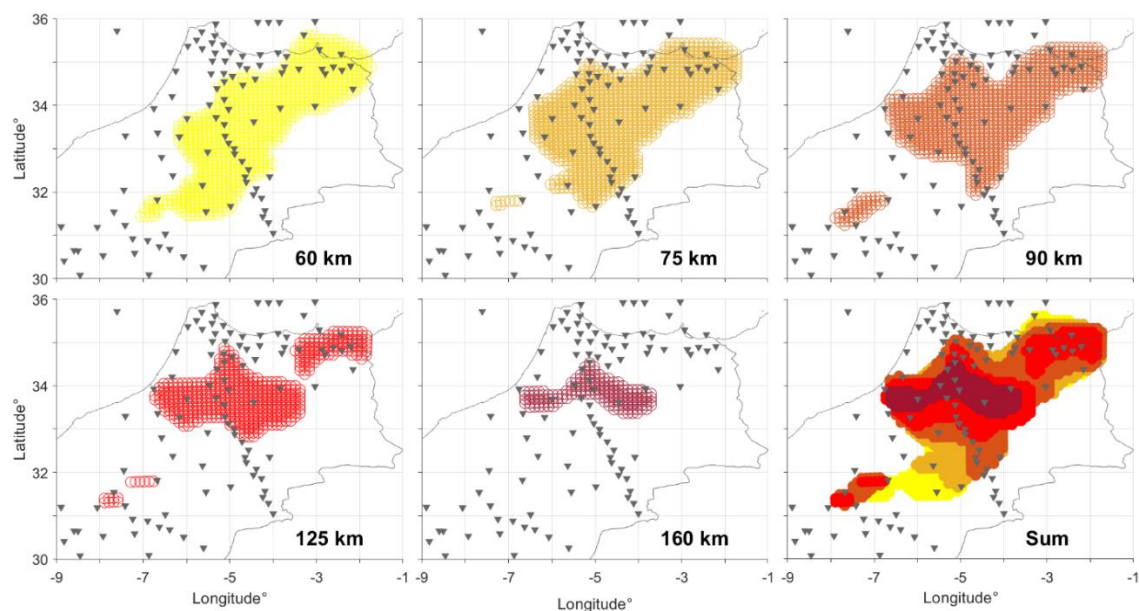 36
34
32
30
Latitude°
60 km
75 km
90 km
36
34
32
30
Latitude°
125 km
160 km
Sum
-9 -7 -5 -3 -1 -9 -7 -5 -3 -1 -9 -7 -5 -3 -1
Longitude° Longitude° Longitude°